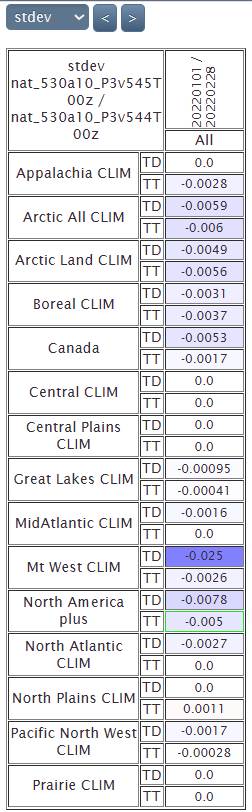 stdev
<
>
stdev
nat_530a10_P3v545T
00z /
nat_530a10_P3v544T
00z
20220101 /
20220228
All
Appalachia CLIM
TD 0.0
TT -0.0028
Arctic All CLIM
TD -0.0059
TT -0.006
Arctic Land CLIM
TD -0.0049
TT -0.0056
Boreal CLIM
TD -0.0031
TT -0.0037
Canada
TD -0.0053
TT -0.0017
Central CLIM
TD 0.0
TT 0.0
Central Plains
CLIM
TD 0.0
TT 0.0
Great Lakes CLIM
TD -0.00095
TT -0.00041
MidAtlantic CLIM
TD -0.0016
TT 0.0
Mt West CLIM
TD -0.025
TT -0.0026
North America
plus
TD -0.0078
TT -0.005
North Atlantic
CLIM
TD -0.0027
TT 0.0
North Plains CLIM
TD 0.0
TT 0.0011
Pacific North West
CLIM
TD -0.0017
TT -0.00028
Prairie CLIM
TD 0.0
TT 0.0